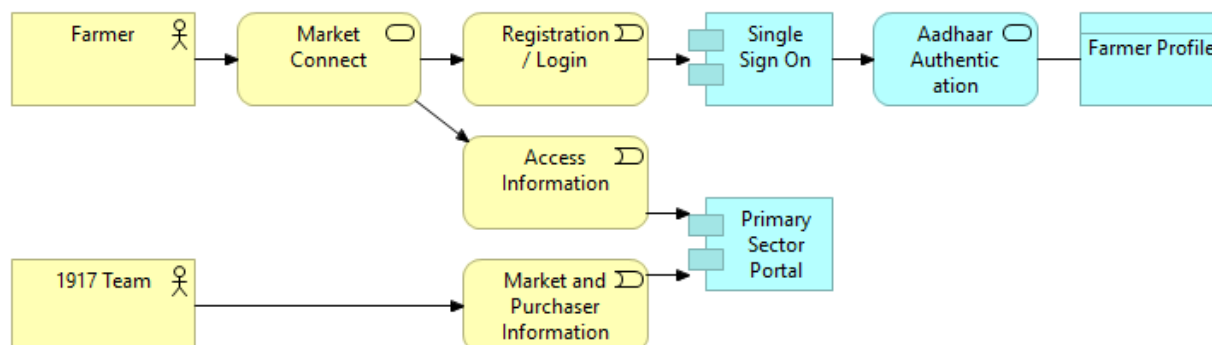 Farmer
Market
Connect
Registration
/ Login
Single
Sign On
Aadhaar
Authentic
ation
Farmer Profile
Access
Information
Primary
Sector
Portal
1917 Team
Market and
Purchaser
Information